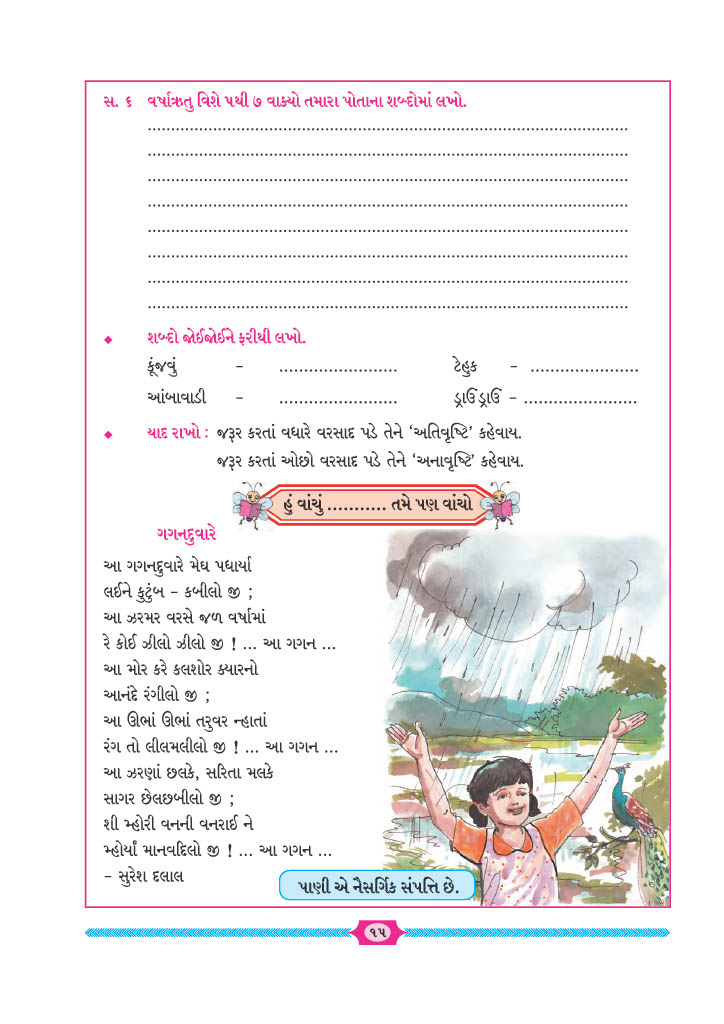 સ. ૬ વર્ષાઋતુ વિશે ૫થી ૭ વાક્યો તમારા પોતાના શબ્દોમાં લખો.
................................................................................................
................................................................................................
................................................................................................
................................................................................................
................................................................................................
................................................................................................
................................................................................................
................................................................................................
◆ શબ્દો જોઈજોઈને ફરીથી લખો.
કૂંજવું – ........................ ટેહુક – ......................
આંબાવાડી – ........................ ડ્રાઉંડ્રાઉં – .......................
◆ યાદ રાખો : જરૂર કરતાં વધારે વરસાદ પડે તેને ‘અતિવૃષ્ટિ’ કહેવાય.
જરૂર કરતાં ઓછો વરસાદ પડે તેને ‘અનાવૃષ્ટિ’ કહેવાય.
હું વાંચું ........... તમે પણ વાંચો
ગગનદુવારે
આ ગગનદુવારે મેઘ પધાર્યા
લઈને કુટુંબ – કબીલો જી ;
આ ઝરમર વરસે જળ વર્ષામાં
રે કોઈ ઝીલો ઝીલો જી ! ... આ ગગન ...
આ મોર કરે કલશોર ક્યારનો
આનંદે રંગીલો જી ;
આ ઊભાં ઊભાં તરુવર ન્હાતાં
રંગ તો લીલમલીલો જી ! ... આ ગગન ...
આ ઝરણાં છલકે, સરિતા મલકે
સાગર છેલછબીલો જી ;
શી મ્હોરી વનની વનરાઈ ને
મ્હોર્યાં માનવદિલો જી ! ... આ ગગન ...
– સુરેશ દલાલ
પાણી એ નૈસર્ગિક સંપત્તિ છે.
૧૫